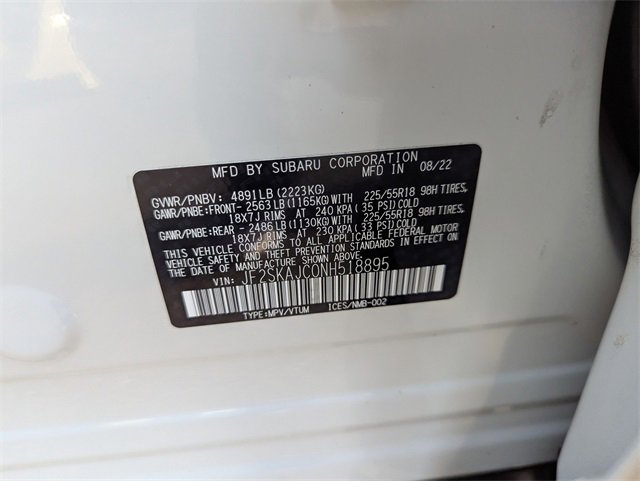 MFD BY SUBARU CORPORATION 08/22
MFD IN
GVWR/PNBV: 4891LB (2223KG)
GAWR/PNBE:FRONT- 2563LB (1165KG)WITH 225/55R18 98H TIRES,
18X7J RIMS AT 240 KPA( 35 PSI)COLD
GAWR/PNBE:REAR - 2486LB (1130KG)WITH 225/55R18 98H TIRES,
18X7J RIMS AT 230 KPA( 33 PSI)COLD
THIS VEHICLE CONFORMS TO ALL APPLICABLE FEDERAL MOTOR
VEHICLE SAFETY AND THEFT PREVENTION STANDARDS IN EFFECT
ON THE DATE OF MANUFACTURE SHOWN ABOVE.
VIN: JF2SKAJC0NH518895
TYPE:MPV/VTUM ICES/NMB-002